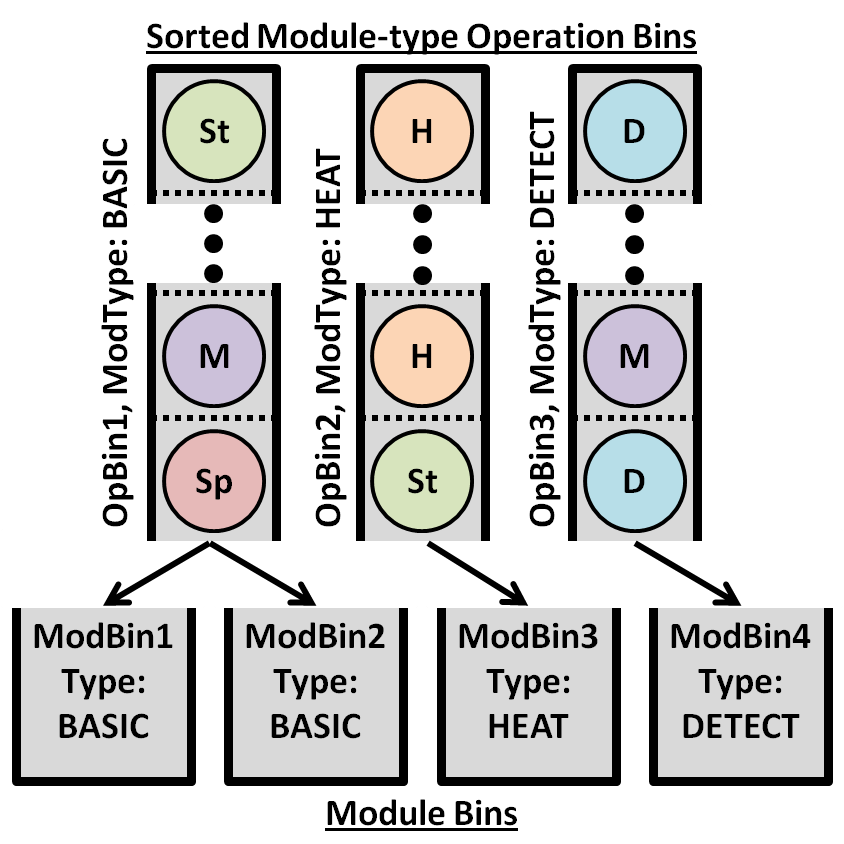 Sorted Module-type Operation Bins
OpBin1, ModType: BASIC
St
M
Sp
OpBin2, ModType: HEAT
H
H
St
OpBin3, ModType: DETECT
D
M
D
ModBin1
Type:
BASIC
ModBin2
Type:
BASIC
ModBin3
Type:
HEAT
ModBin4
Type:
DETECT
Module Bins